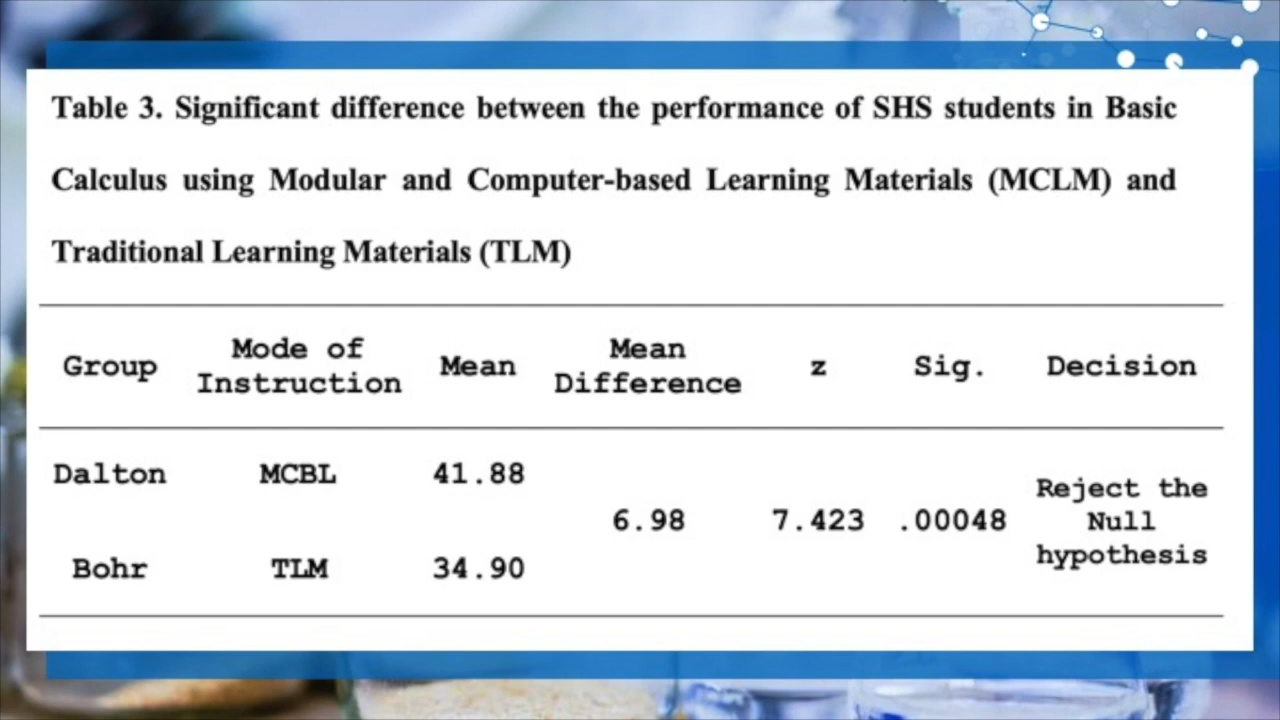 Table 3. Significant difference between the performance of SHS students in Basic
Calculus using Modular and Computer-based Learning Materials (MCLM) and
Traditional Learning Materials (TLM)
Group Mode of Instruction Mean Mean Difference z Sig. Decision
Dalton MCBL 41.88
6.98 7.423 .00048 Reject the Null hypothesis
Bohr TLM 34.90